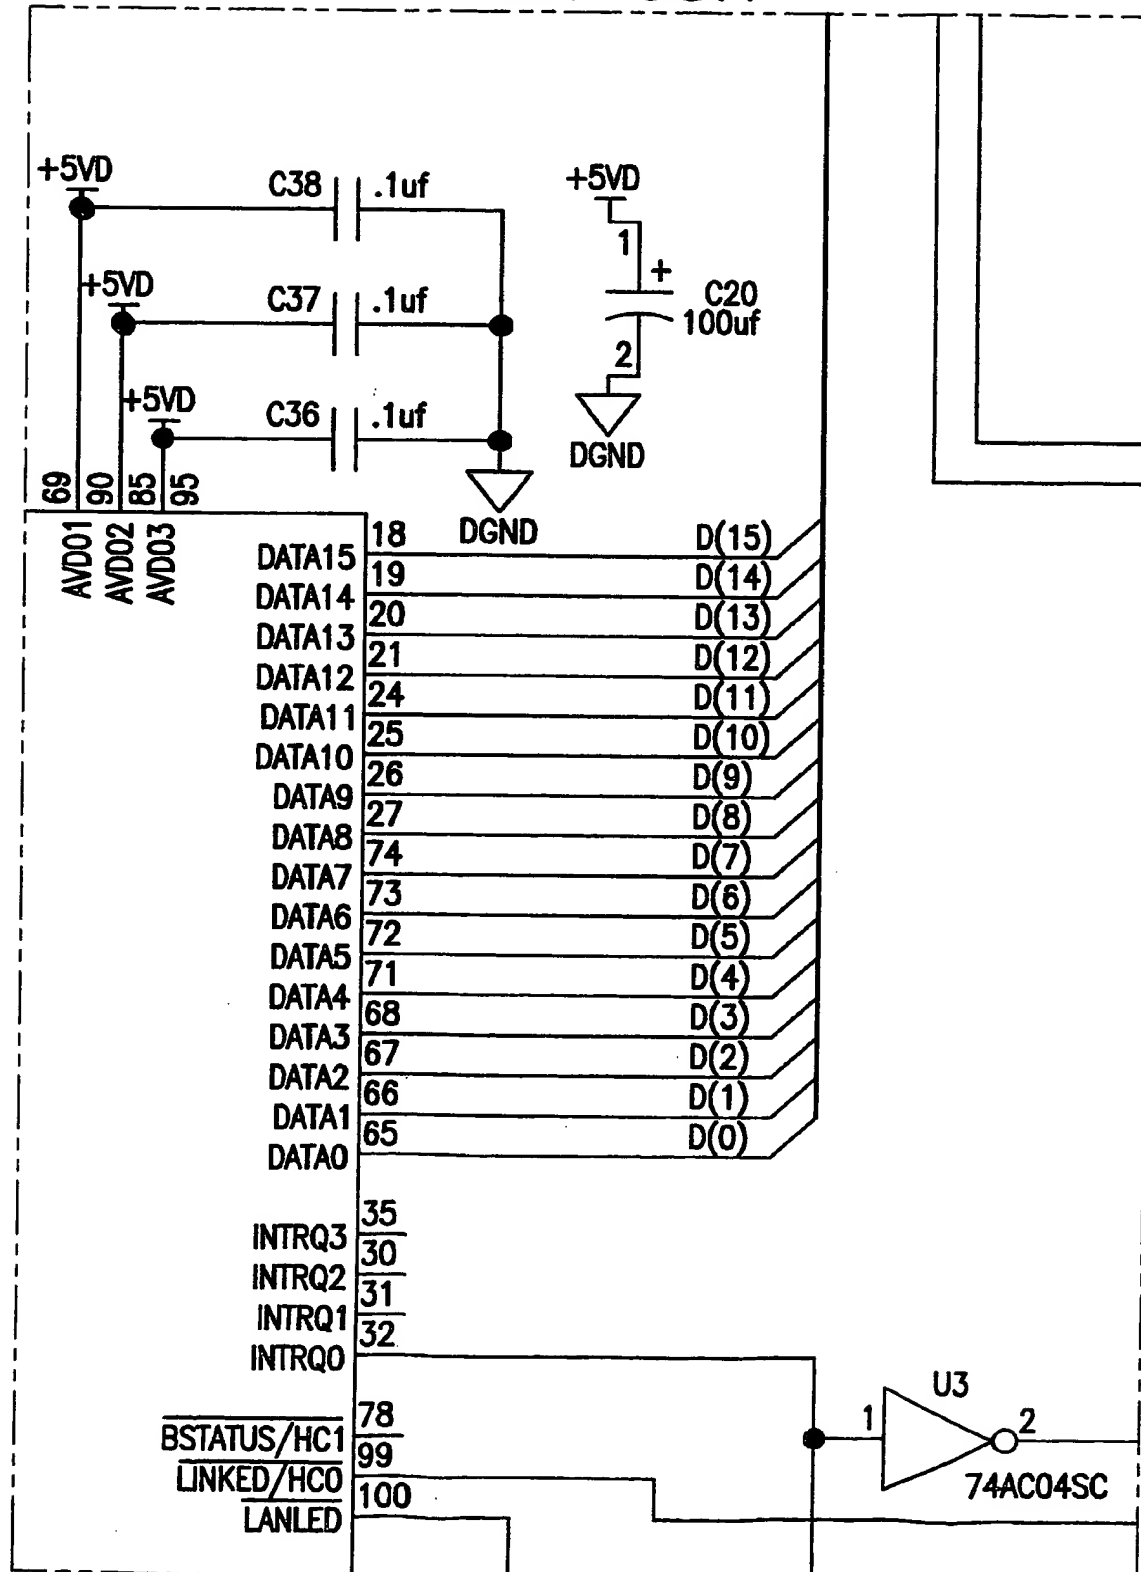 +5VD
C38 .1uf
+5VD
1
+
C20
100uf
2
DGND
+5VD
C37 .1uf
+5VD
C36 .1uf
DGND
69 90 85 95
AVD01 AVD02 AVD03
DATA15 18 D(15)
DATA14 19 D(14)
DATA13 20 D(13)
DATA12 21 D(12)
DATA11 24 D(11)
DATA10 25 D(10)
DATA9 26 D(9)
DATA8 27 D(8)
DATA7 74 D(7)
DATA6 73 D(6)
DATA5 72 D(5)
DATA4 71 D(4)
DATA3 68 D(3)
DATA2 67 D(2)
DATA1 66 D(1)
DATA0 65 D(0)
INTRQ3 35
INTRQ2 30
INTRQ1 31
INTRQ0 32
U3
1 2
74AC04SC
BSTATUS/HC1 78
LINKED/HC0 99
LANLED 100